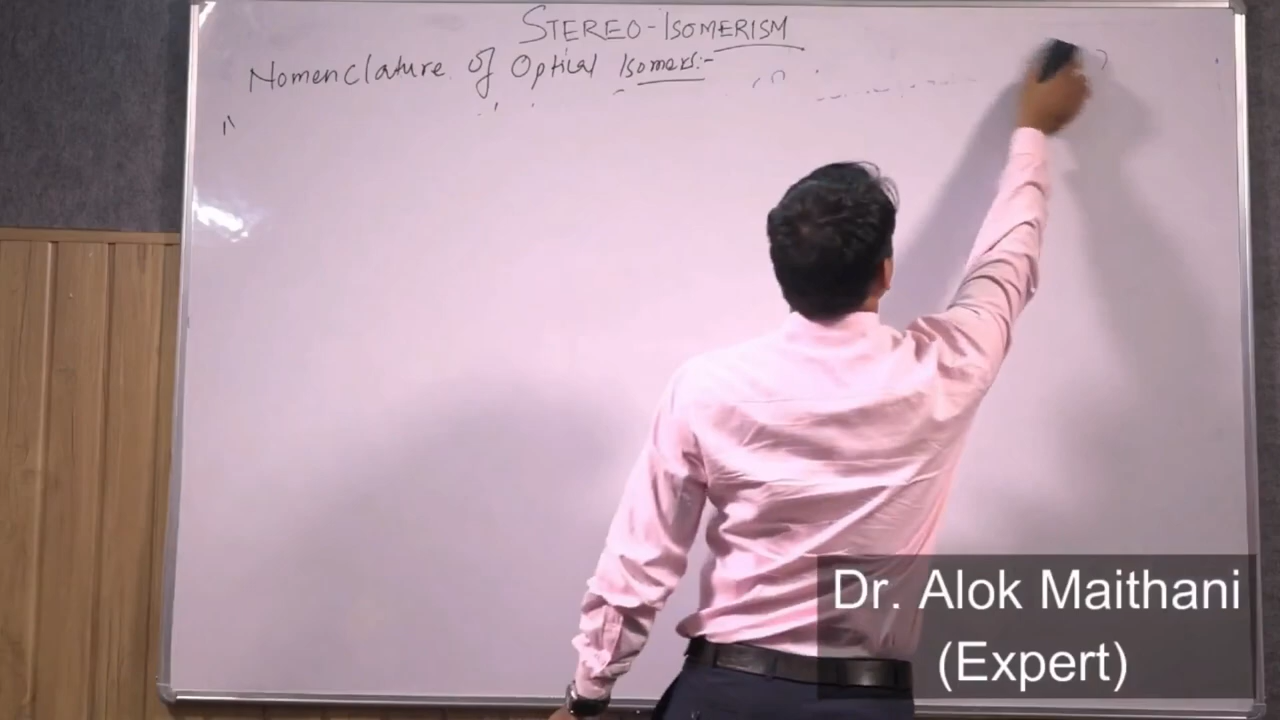 STEREO-ISOMERISM
Nomenclature of Optical Isomers:-
Dr. Alok Maithani
(Expert)